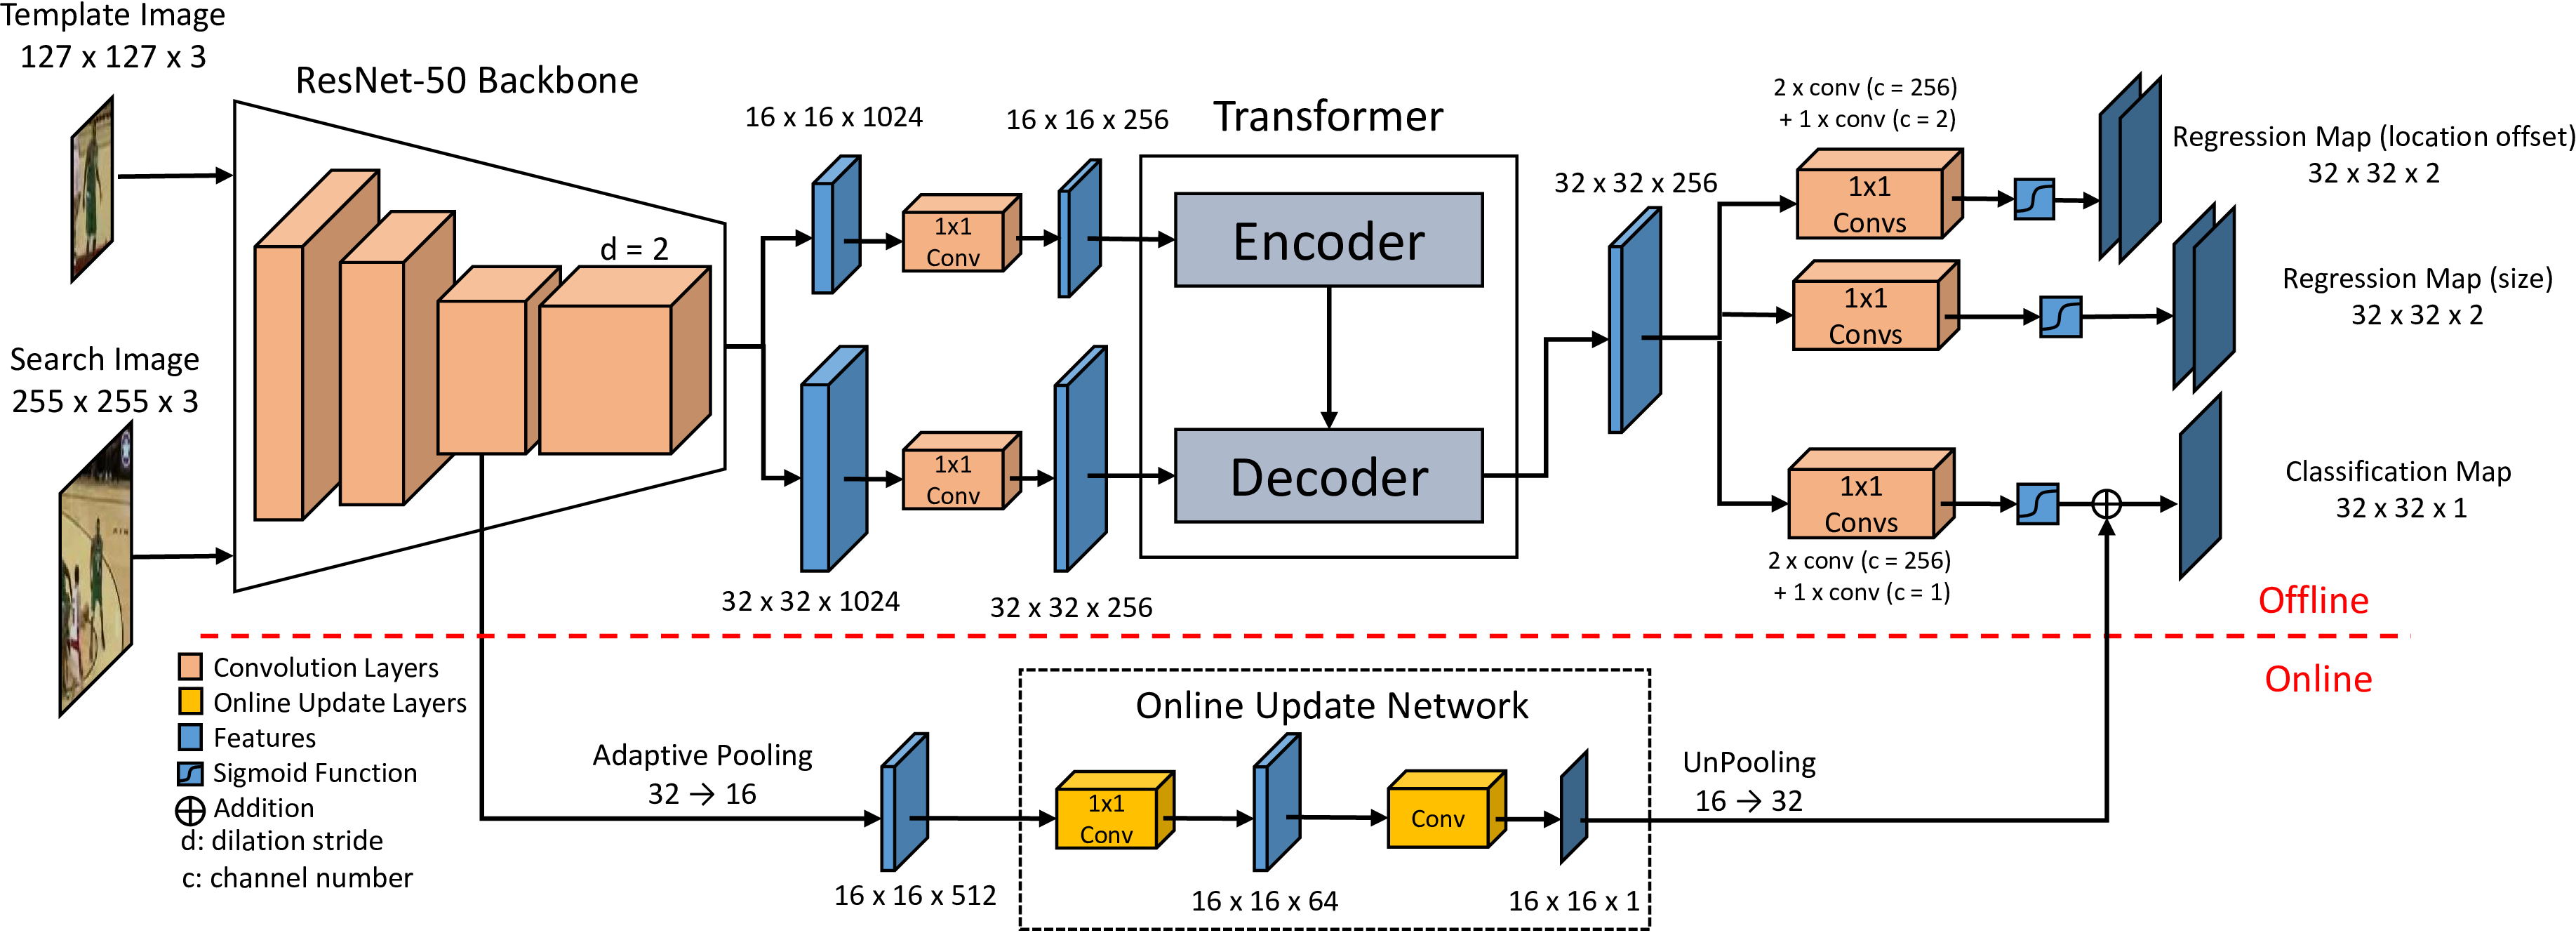 Template Image
127 x 127 x 3
ResNet-50 Backbone
d = 2
Search Image
255 x 255 x 3
16 x 16 x 1024
1x1
Conv
16 x 16 x 256
32 x 32 x 1024
1x1
Conv
32 x 32 x 256
Transformer
Encoder
Decoder
32 x 32 x 256
2 x conv (c = 256)
+ 1 x conv (c = 2)
1x1
Convs
Regression Map (location offset)
32 x 32 x 2
1x1
Convs
Regression Map (size)
32 x 32 x 2
1x1
Convs
2 x conv (c = 256)
+ 1 x conv (c = 1)
Classification Map
32 x 32 x 1
Offline
Online
Convolution Layers
Online Update Layers
Features
Sigmoid Function
Addition
d: dilation stride
c: channel number
Adaptive Pooling
32 → 16
16 x 16 x 512
Online Update Network
1x1
Conv
16 x 16 x 64
Conv
16 x 16 x 1
UnPooling
16 → 32